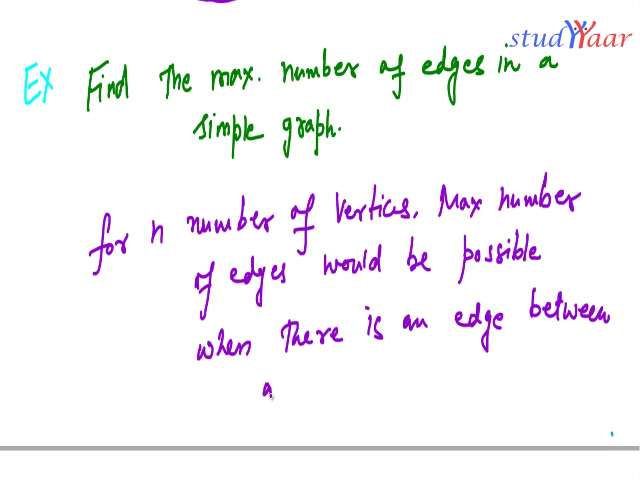 .studYYaar
EX Find The max. number of edges in a
simple graph.
for n number of vertices, Max number
of edges would be possible
when there is an edge between
a